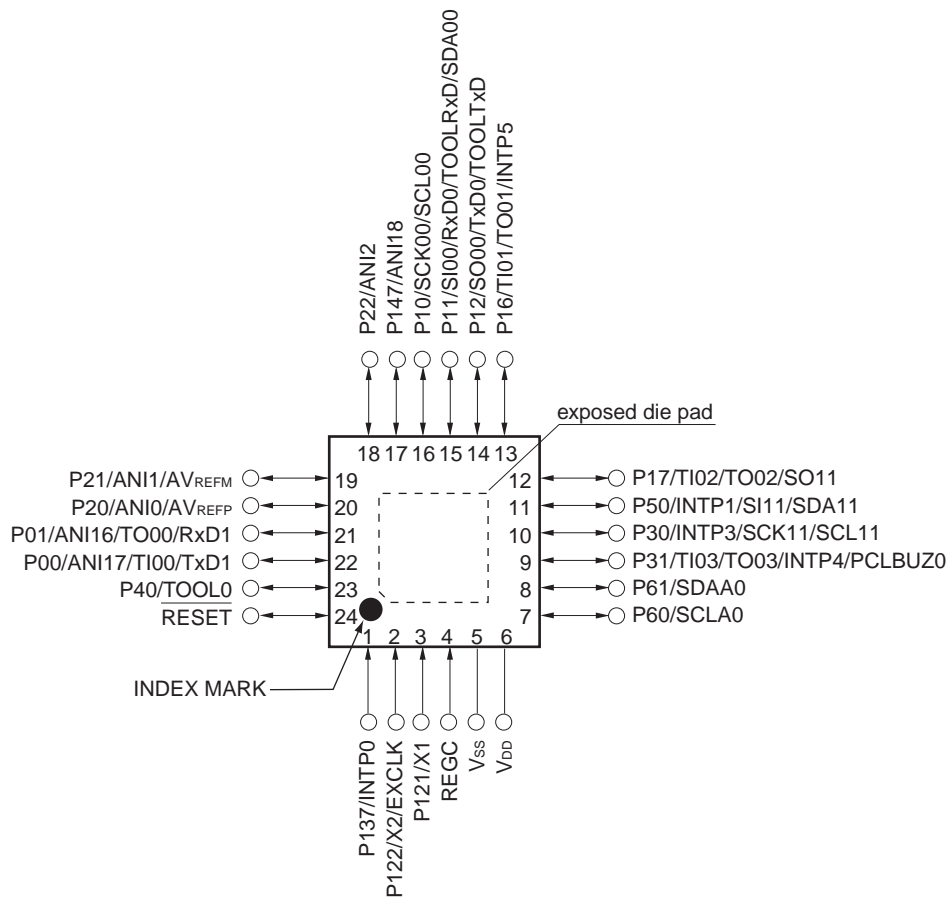 P22/ANI2
P147/ANI18
P10/SCK00/SCL00
P11/SI00/RxD0/TOOLRxD/SDA00
P12/SO00/TxD0/TOOLTxD
P16/TI01/TO01/INTP5
exposed die pad
18 17 16 15 14 13
P21/ANI1/AVREFM 19
P20/ANI0/AVREFP 20
P01/ANI16/TO00/RxD1 21
P00/ANI17/TI00/TxD1 22
P40/TOOL0 23
RESET 24
12 P17/TI02/TO02/SO11
11 P50/INTP1/SI11/SDA11
10 P30/INTP3/SCK11/SCL11
9 P31/TI03/TO03/INTP4/PCLBUZ0
8 P61/SDAA0
7 P60/SCLA0
1 2 3 4 5 6
INDEX MARK
P137/INTP0
P122/X2/EXCLK
P121/X1
REGC
VSS
VDD